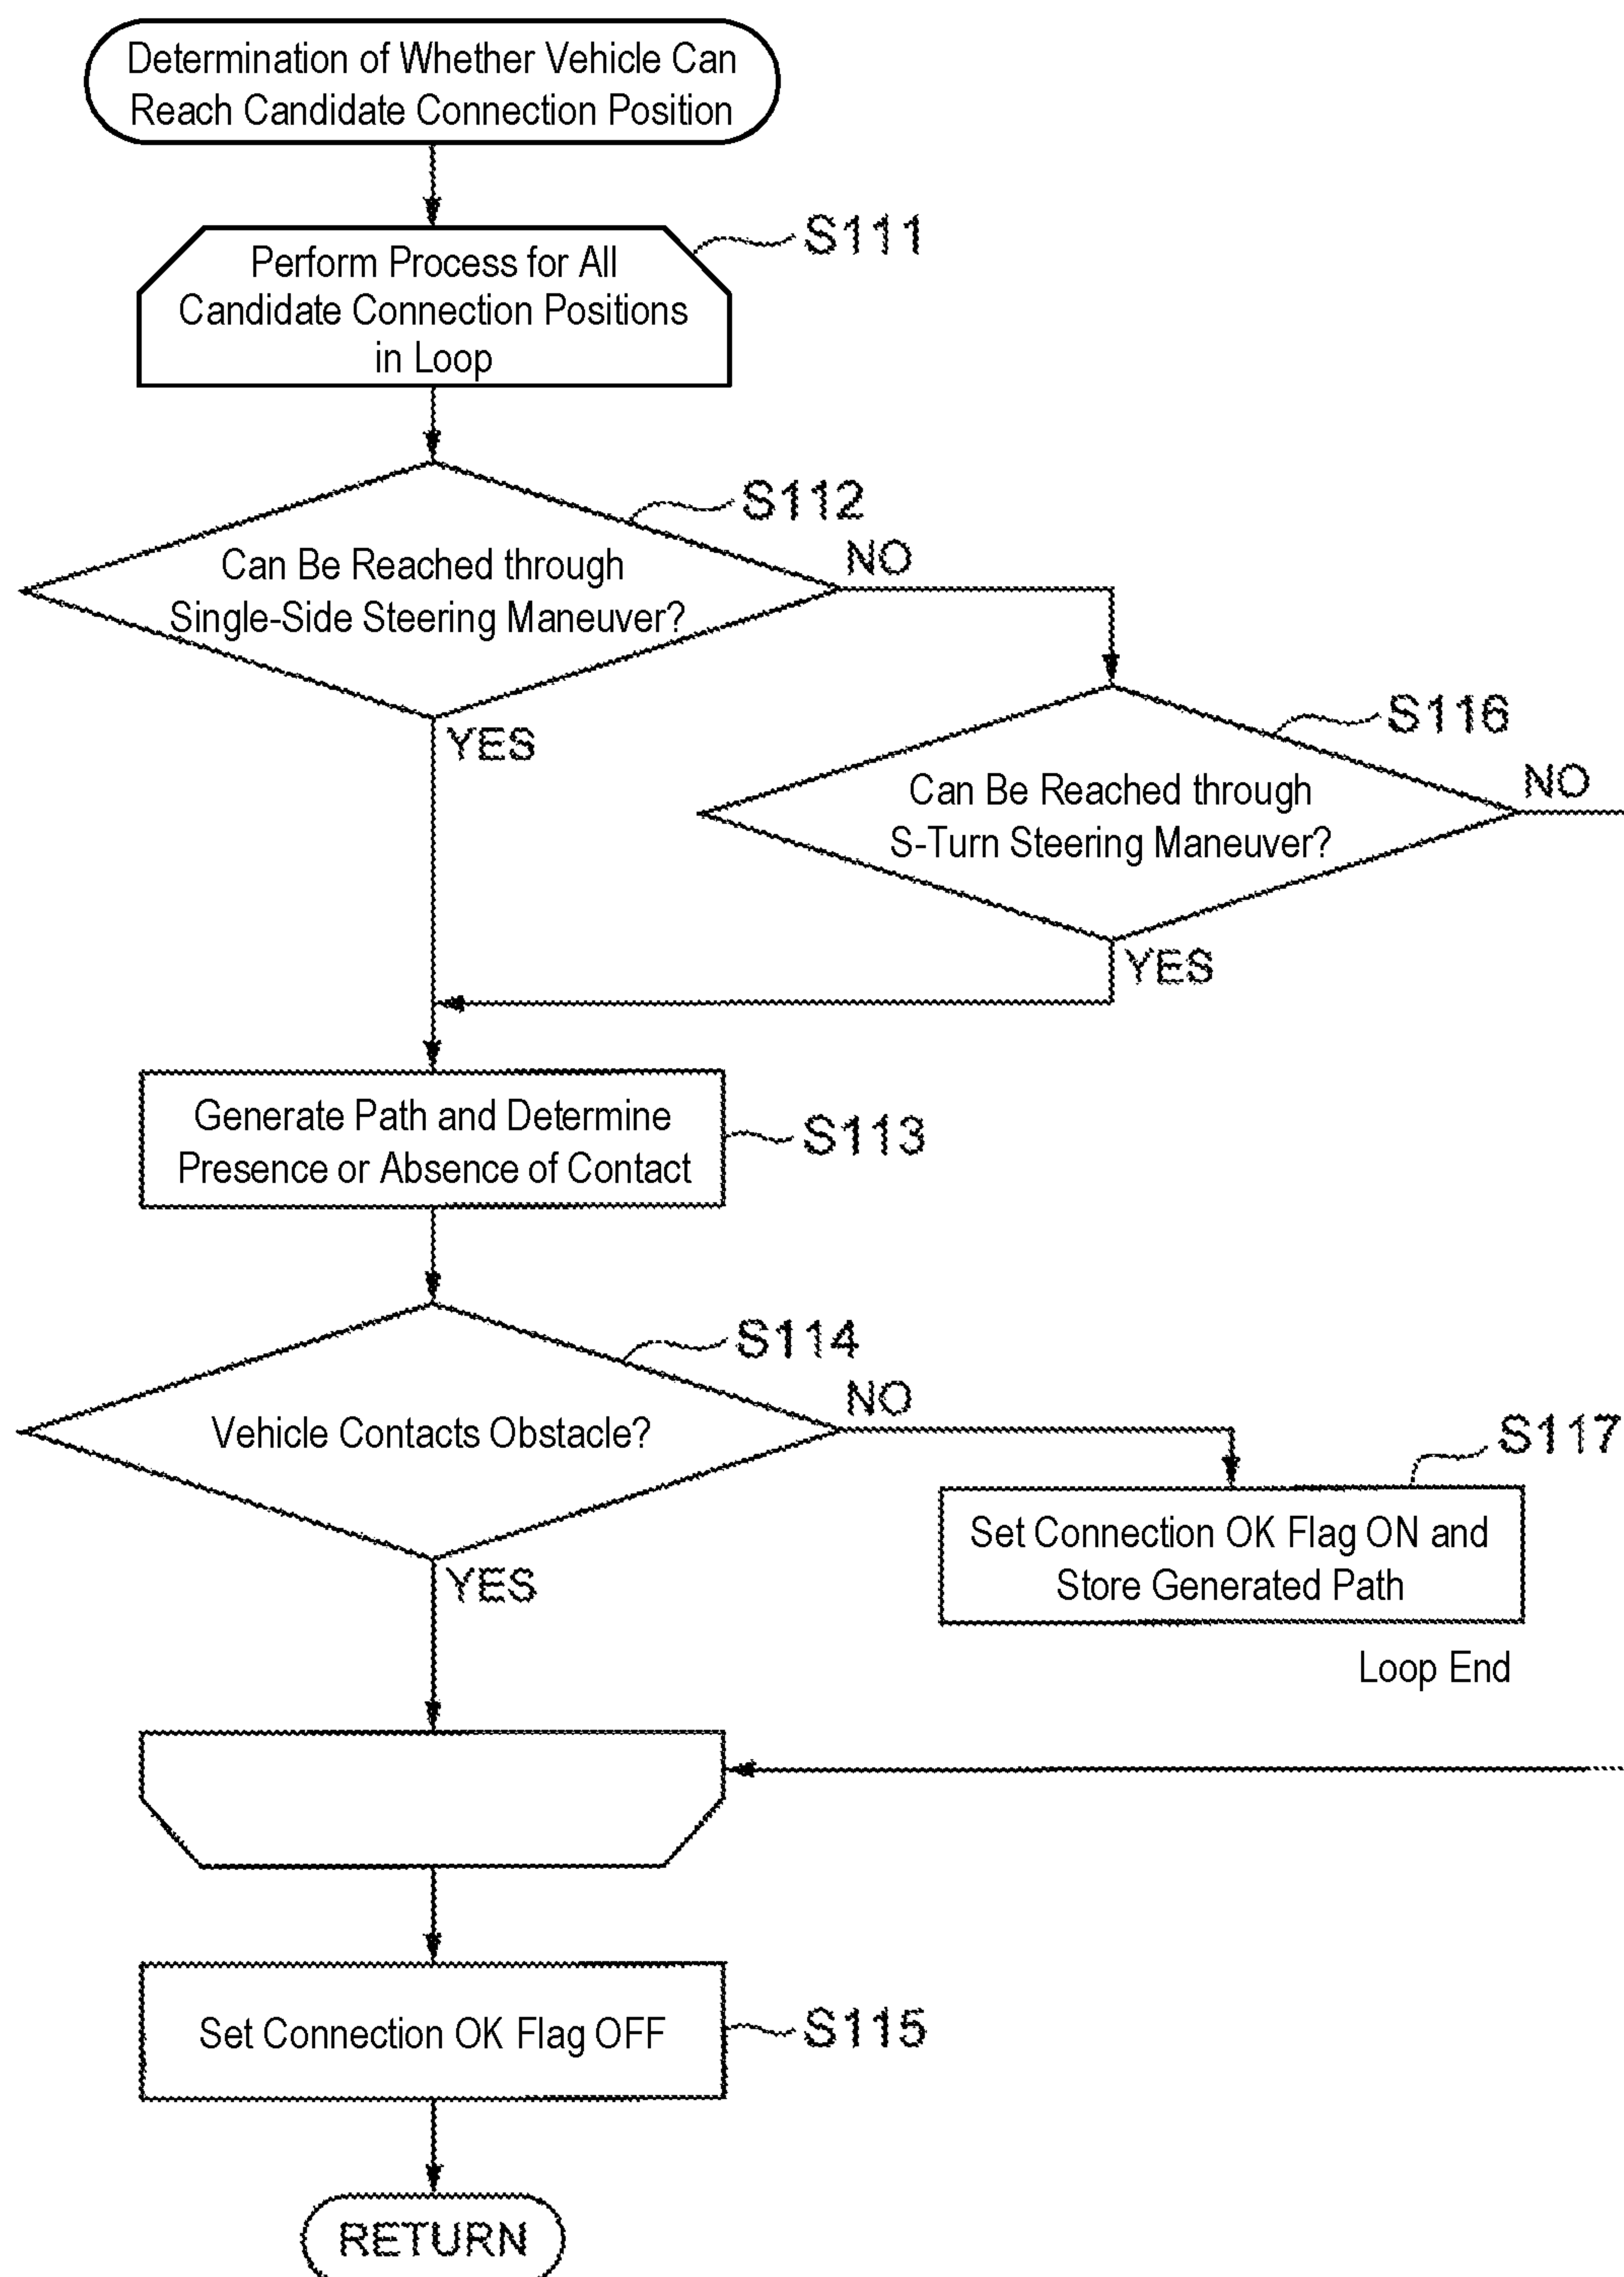 Determination of Whether Vehicle Can
Reach Candidate Connection Position
S111
Perform Process for All
Candidate Connection Positions
in Loop
S112
NO
Can Be Reached through
Single-Side Steering Maneuver?
YES
S116
NO
Can Be Reached through
S-Turn Steering Maneuver?
YES
Generate Path and Determine
Presence or Absence of Contact
S113
S114
NO
Vehicle Contacts Obstacle?
YES
S117
Set Connection OK Flag ON and
Store Generated Path
Loop End
Set Connection OK Flag OFF
S115
RETURN